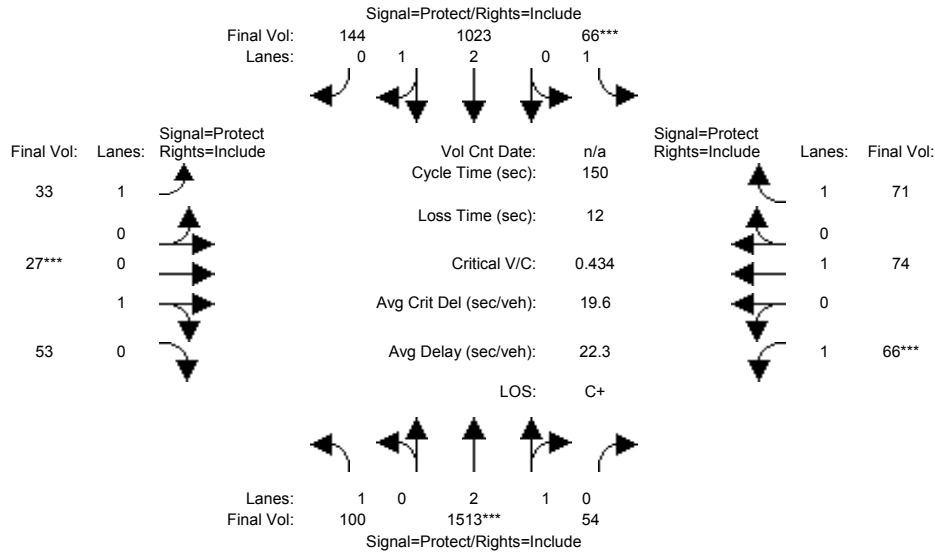 Signal=Protect/Rights=Include
Final Vol: 144 1023 66***
Lanes: 0 1 2 0 1
Signal=Protect Signal=Protect
Final Vol: Lanes: Rights=Include Vol Cnt Date: n/a Rights=Include Lanes: Final Vol:
Cycle Time (sec): 150
33 1 1 71
Loss Time (sec): 12
0 0
27*** 0 Critical V/C: 0.434 1 74
1 Avg Crit Del (sec/veh): 19.6 0
53 0 Avg Delay (sec/veh): 22.3 1 66***
LOS: C+
Lanes: 1 0 2 1 0
Final Vol: 100 1513*** 54
Signal=Protect/Rights=Include